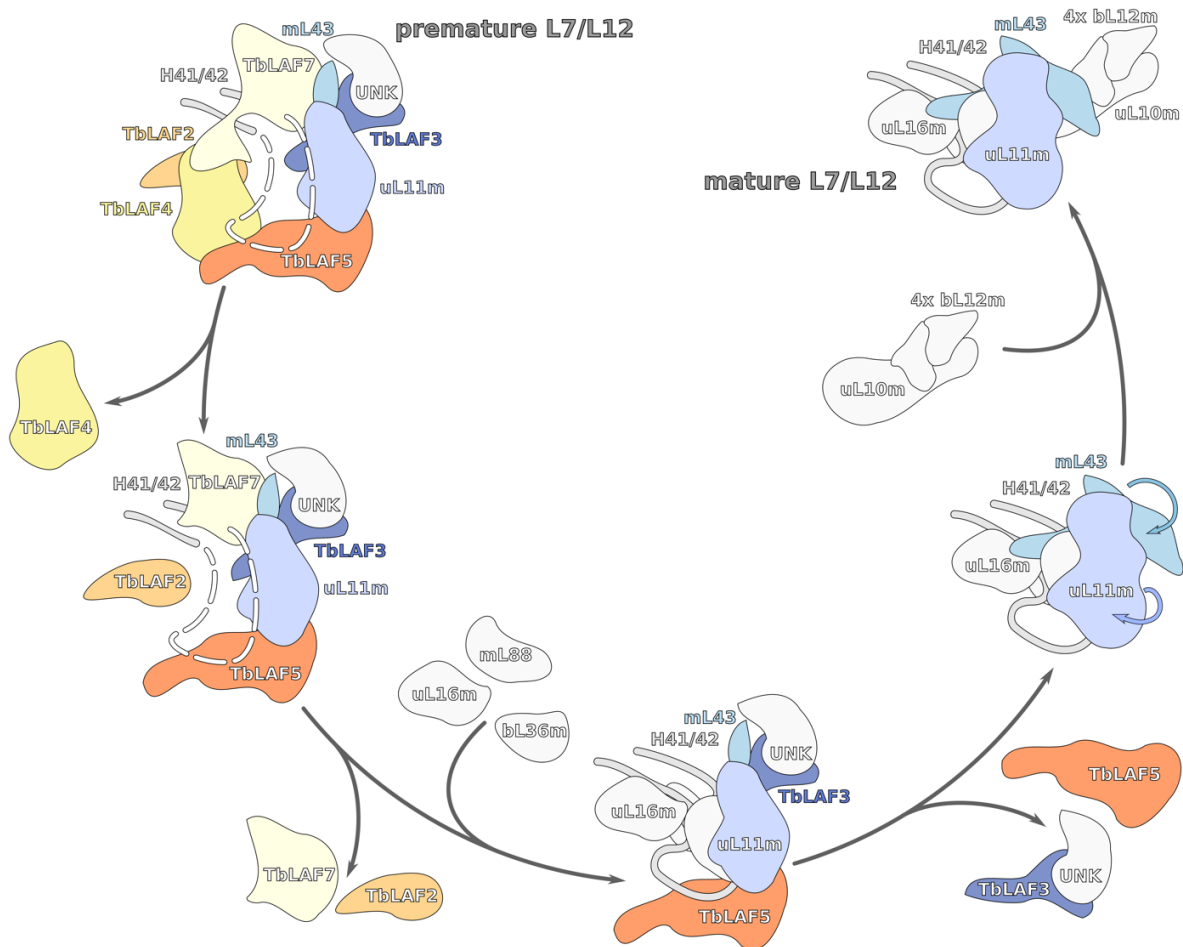 mL43
premature L7/L12
TbLAF7
H41/42
UNK
TbLAF2
TbLAF3
uL11m
TbLAF4
TbLAF5
TbLAF4
mL43
TbLAF7
H41/42
UNK
TbLAF3
TbLAF2
uL11m
TbLAF5
mL88
uL16m
bL36m
TbLAF7
TbLAF2
mL43
H41/42
UNK
TbLAF3
uL16m
uL11m
TbLAF5
TbLAF5
UNK
TbLAF3
mL43
H41/42
uL16m
uL11m
4x bL12m
uL10m
4x bL12m
mL43
H41/42
uL10m
uL16m
uL11m
mature L7/L12